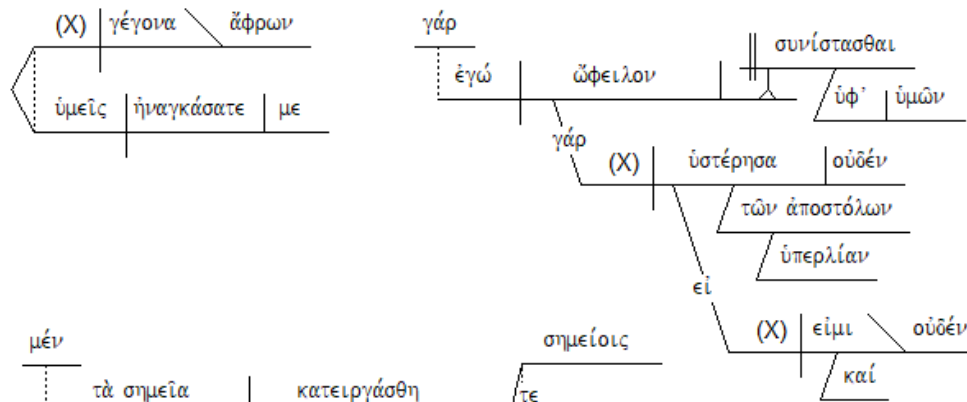 (X) γέγονα ἄφρων
ὑμεῖς ἠναγκάσατε με
γάρ
ἐγώ ὤφειλον συνίστασθαι
ὑφ᾽ ὑμῶν
γάρ
(X) ὑστέρησα οὐδέν
τῶν ἀποστόλων
ὑπερλίαν
εἰ
(X) εἰμι οὐδέν
καί
μέν
τὰ σημεῖα κατειργάσθη
σημείοις
τε